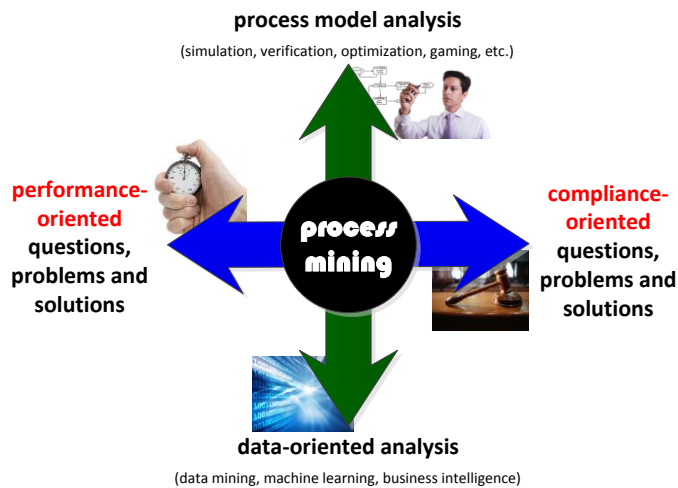 process model analysis
(simulation, verification, optimization, gaming, etc.)
performance-
oriented
questions,
problems and
solutions
process
mining
compliance-
oriented
questions,
problems and
solutions
data-oriented analysis
(data mining, machine learning, business intelligence)